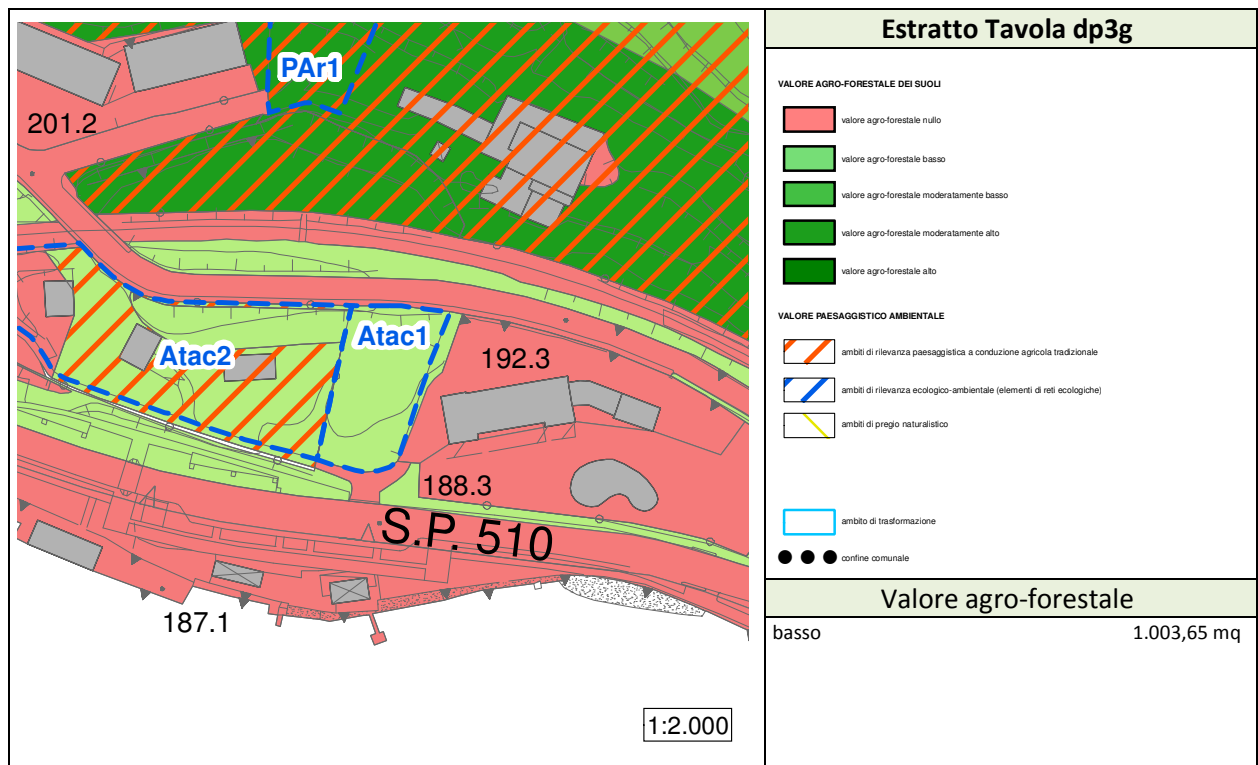 PAr1
201.2
Atac1
Atac2
192.3
188.3
S.P. 510
187.1
1:2.000
Estratto Tavola dp3g
VALORE AGRO-FORESTALE DEI SUOLI
valore agro-forestale nullo
valore agro-forestale basso
valore agro-forestale moderatamente basso
valore agro-forestale moderatamente alto
valore agro-forestale alto
VALORE PAESAGGISTICO AMBIENTALE
ambiti di rilevanza paesaggistica a conduzione agricola tradizionale
ambiti di rilevanza ecologico-ambientale (elementi di reti ecologiche)
ambiti di pregio naturalistico
ambito di trasformazione
confine comunale
Valore agro-forestale
basso 1.003,65 mq